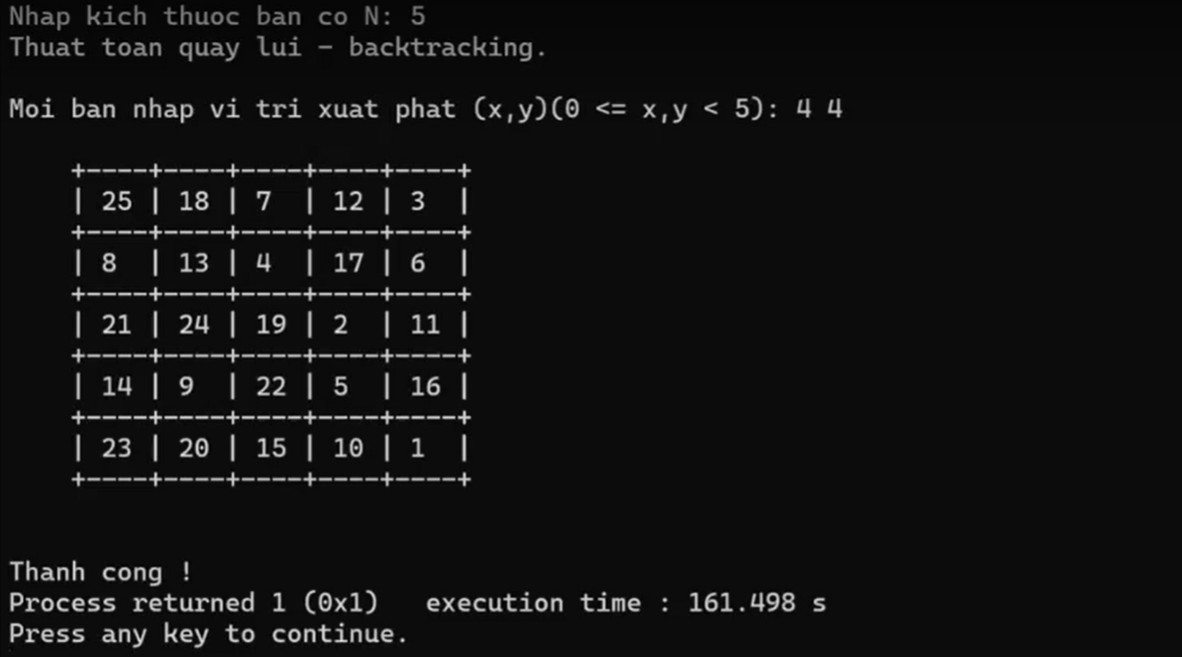 Nhap kich thuoc ban co N: 5
Thuat toan quay lui - backtracking.
Moi ban nhap vi tri xuat phat (x,y)(0 <= x,y < 5): 4 4
+----+----+----+----+----+
| 25 | 18 | 7  | 12 | 3  |
+----+----+----+----+----+
| 8  | 13 | 4  | 17 | 6  |
+----+----+----+----+----+
| 21 | 24 | 19 | 2  | 11 |
+----+----+----+----+----+
| 14 | 9  | 22 | 5  | 16 |
+----+----+----+----+----+
| 23 | 20 | 15 | 10 | 1  |
+----+----+----+----+----+
Thanh cong !
Process returned 1 (0x1)   execution time : 161.498 s
Press any key to continue.